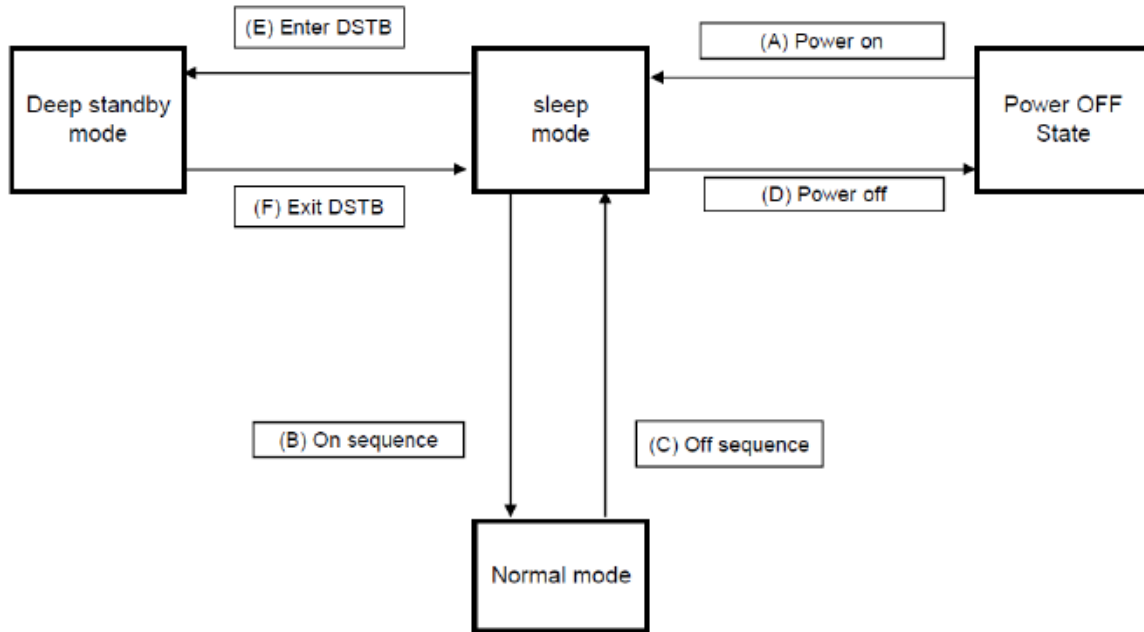 (E) Enter DSTB
(A) Power on
Deep standby
mode
sleep
mode
Power OFF
State
(F) Exit DSTB
(D) Power off
(B) On sequence
(C) Off sequence
Normal mode